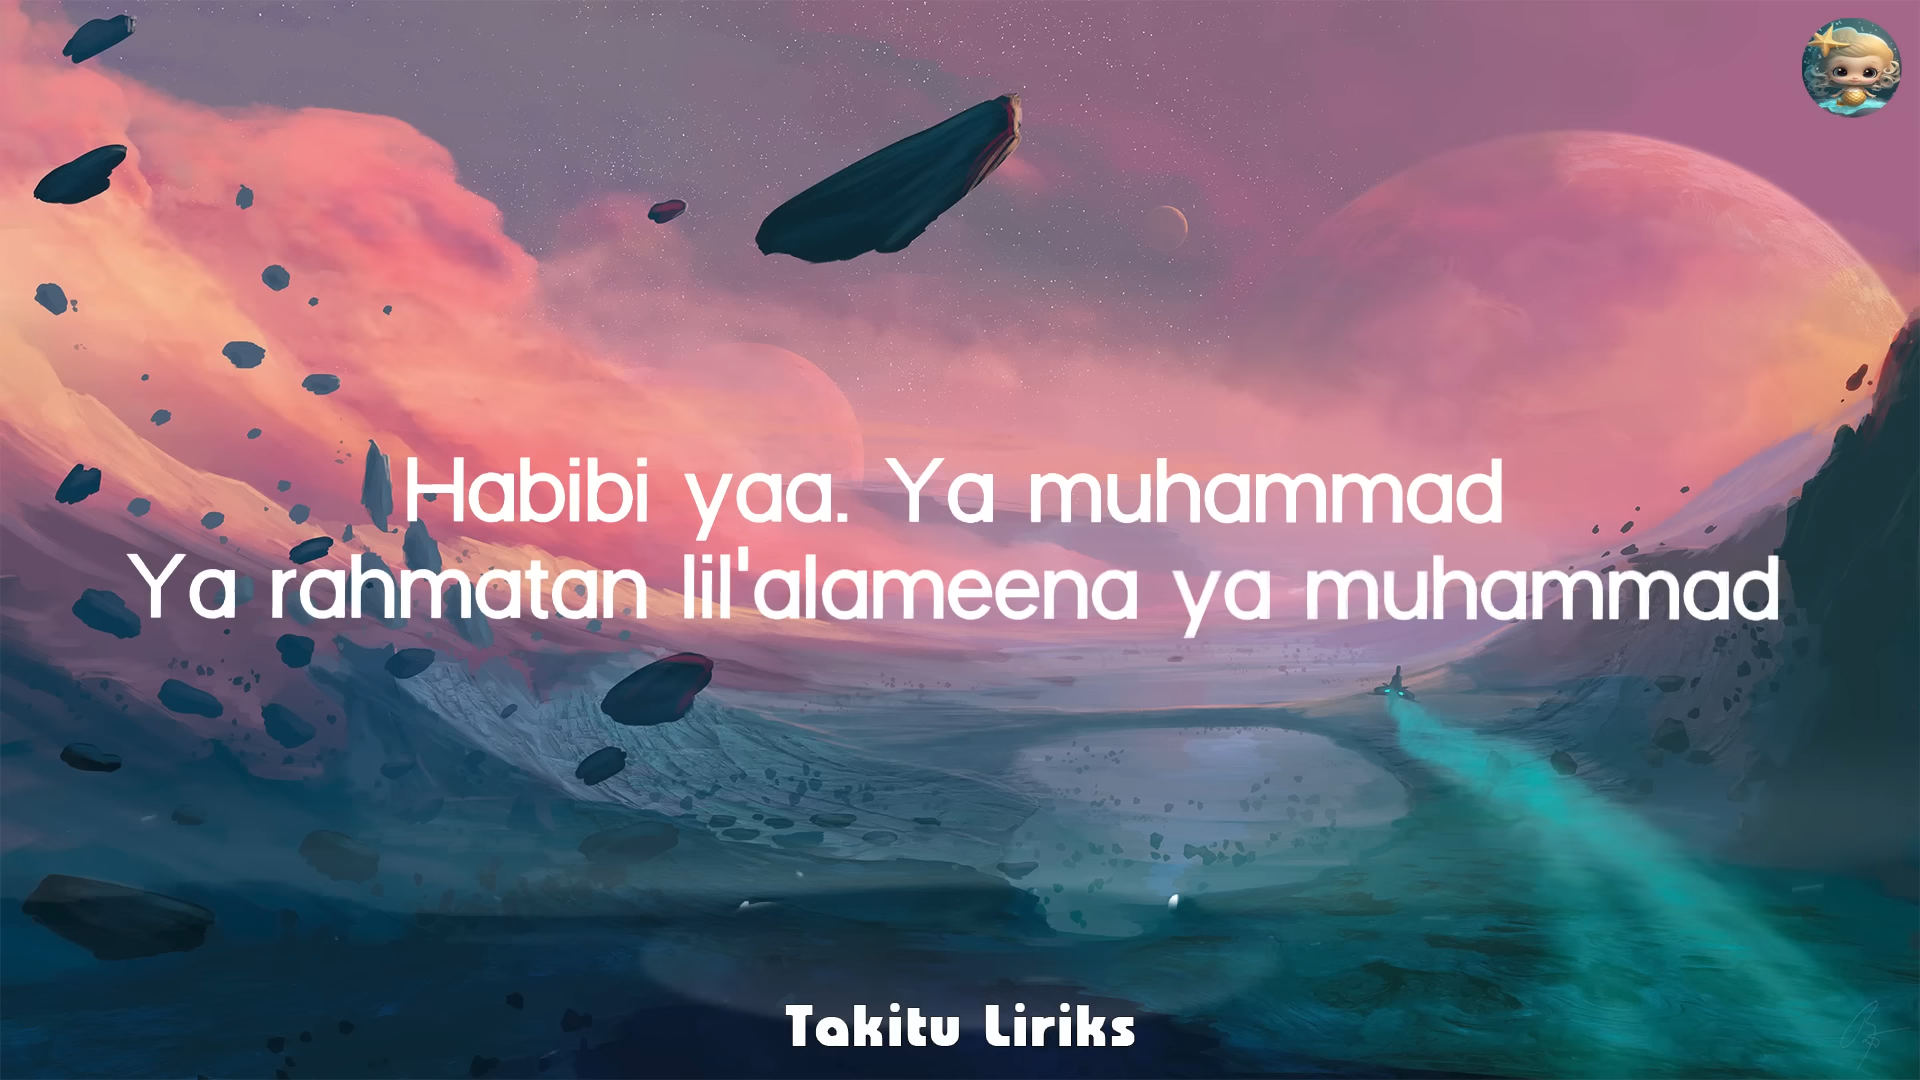 Habibi yaa. Ya muhammad
Ya rahmatan lil'alameena ya muhammad
Takitu Liriks